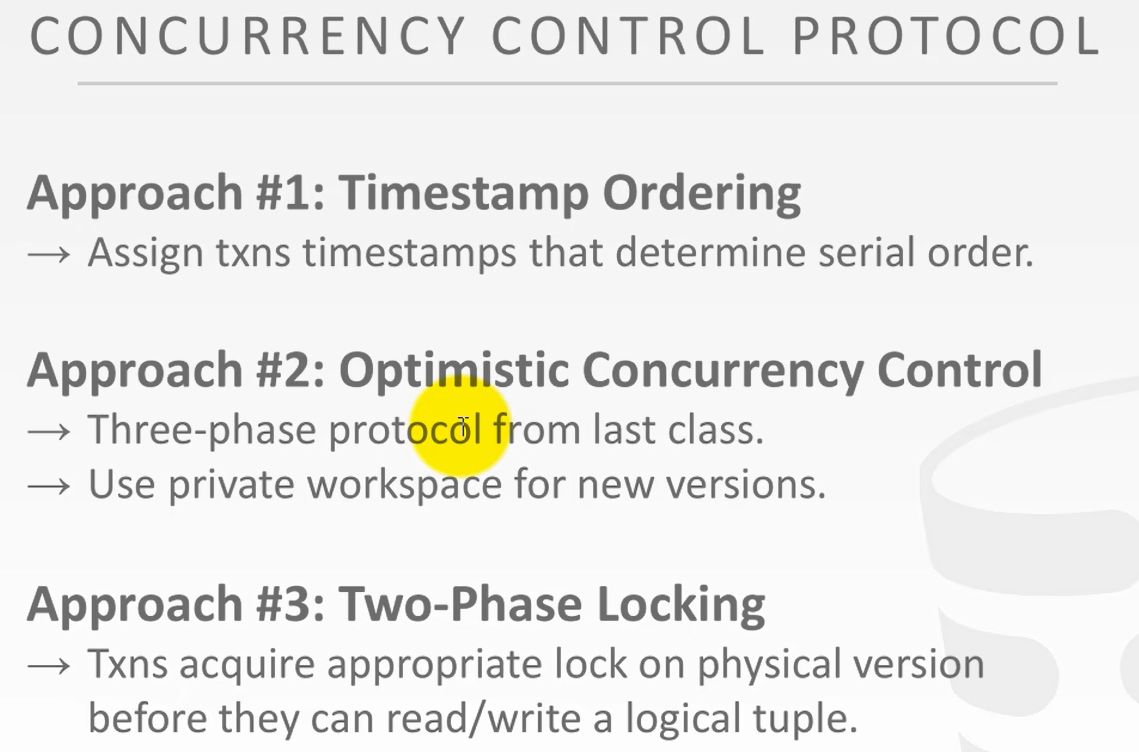 CONCURRENCY CONTROL PROTOCOL
Approach #1: Timestamp Ordering
→ Assign txns timestamps that determine serial order.
Approach #2: Optimistic Concurrency Control
→ Three-phase protocol from last class.
→ Use private workspace for new versions.
Approach #3: Two-Phase Locking
→ Txns acquire appropriate lock on physical version
before they can read/write a logical tuple.